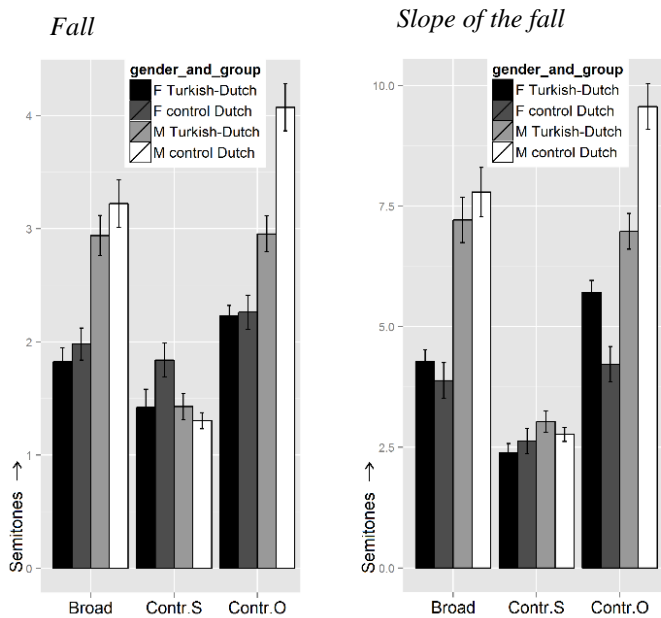 Fall
gender_and_group
F Turkish-Dutch
F control Dutch
M Turkish-Dutch
M control Dutch
4
3
2
1
0
Semitones →
Broad Contr.S Contr.O
Slope of the fall
gender_and_group
F Turkish-Dutch
F control Dutch
M Turkish-Dutch
M control Dutch
10.0
7.5
5.0
2.5
0.0
Semitones →
Broad Contr.S Contr.O